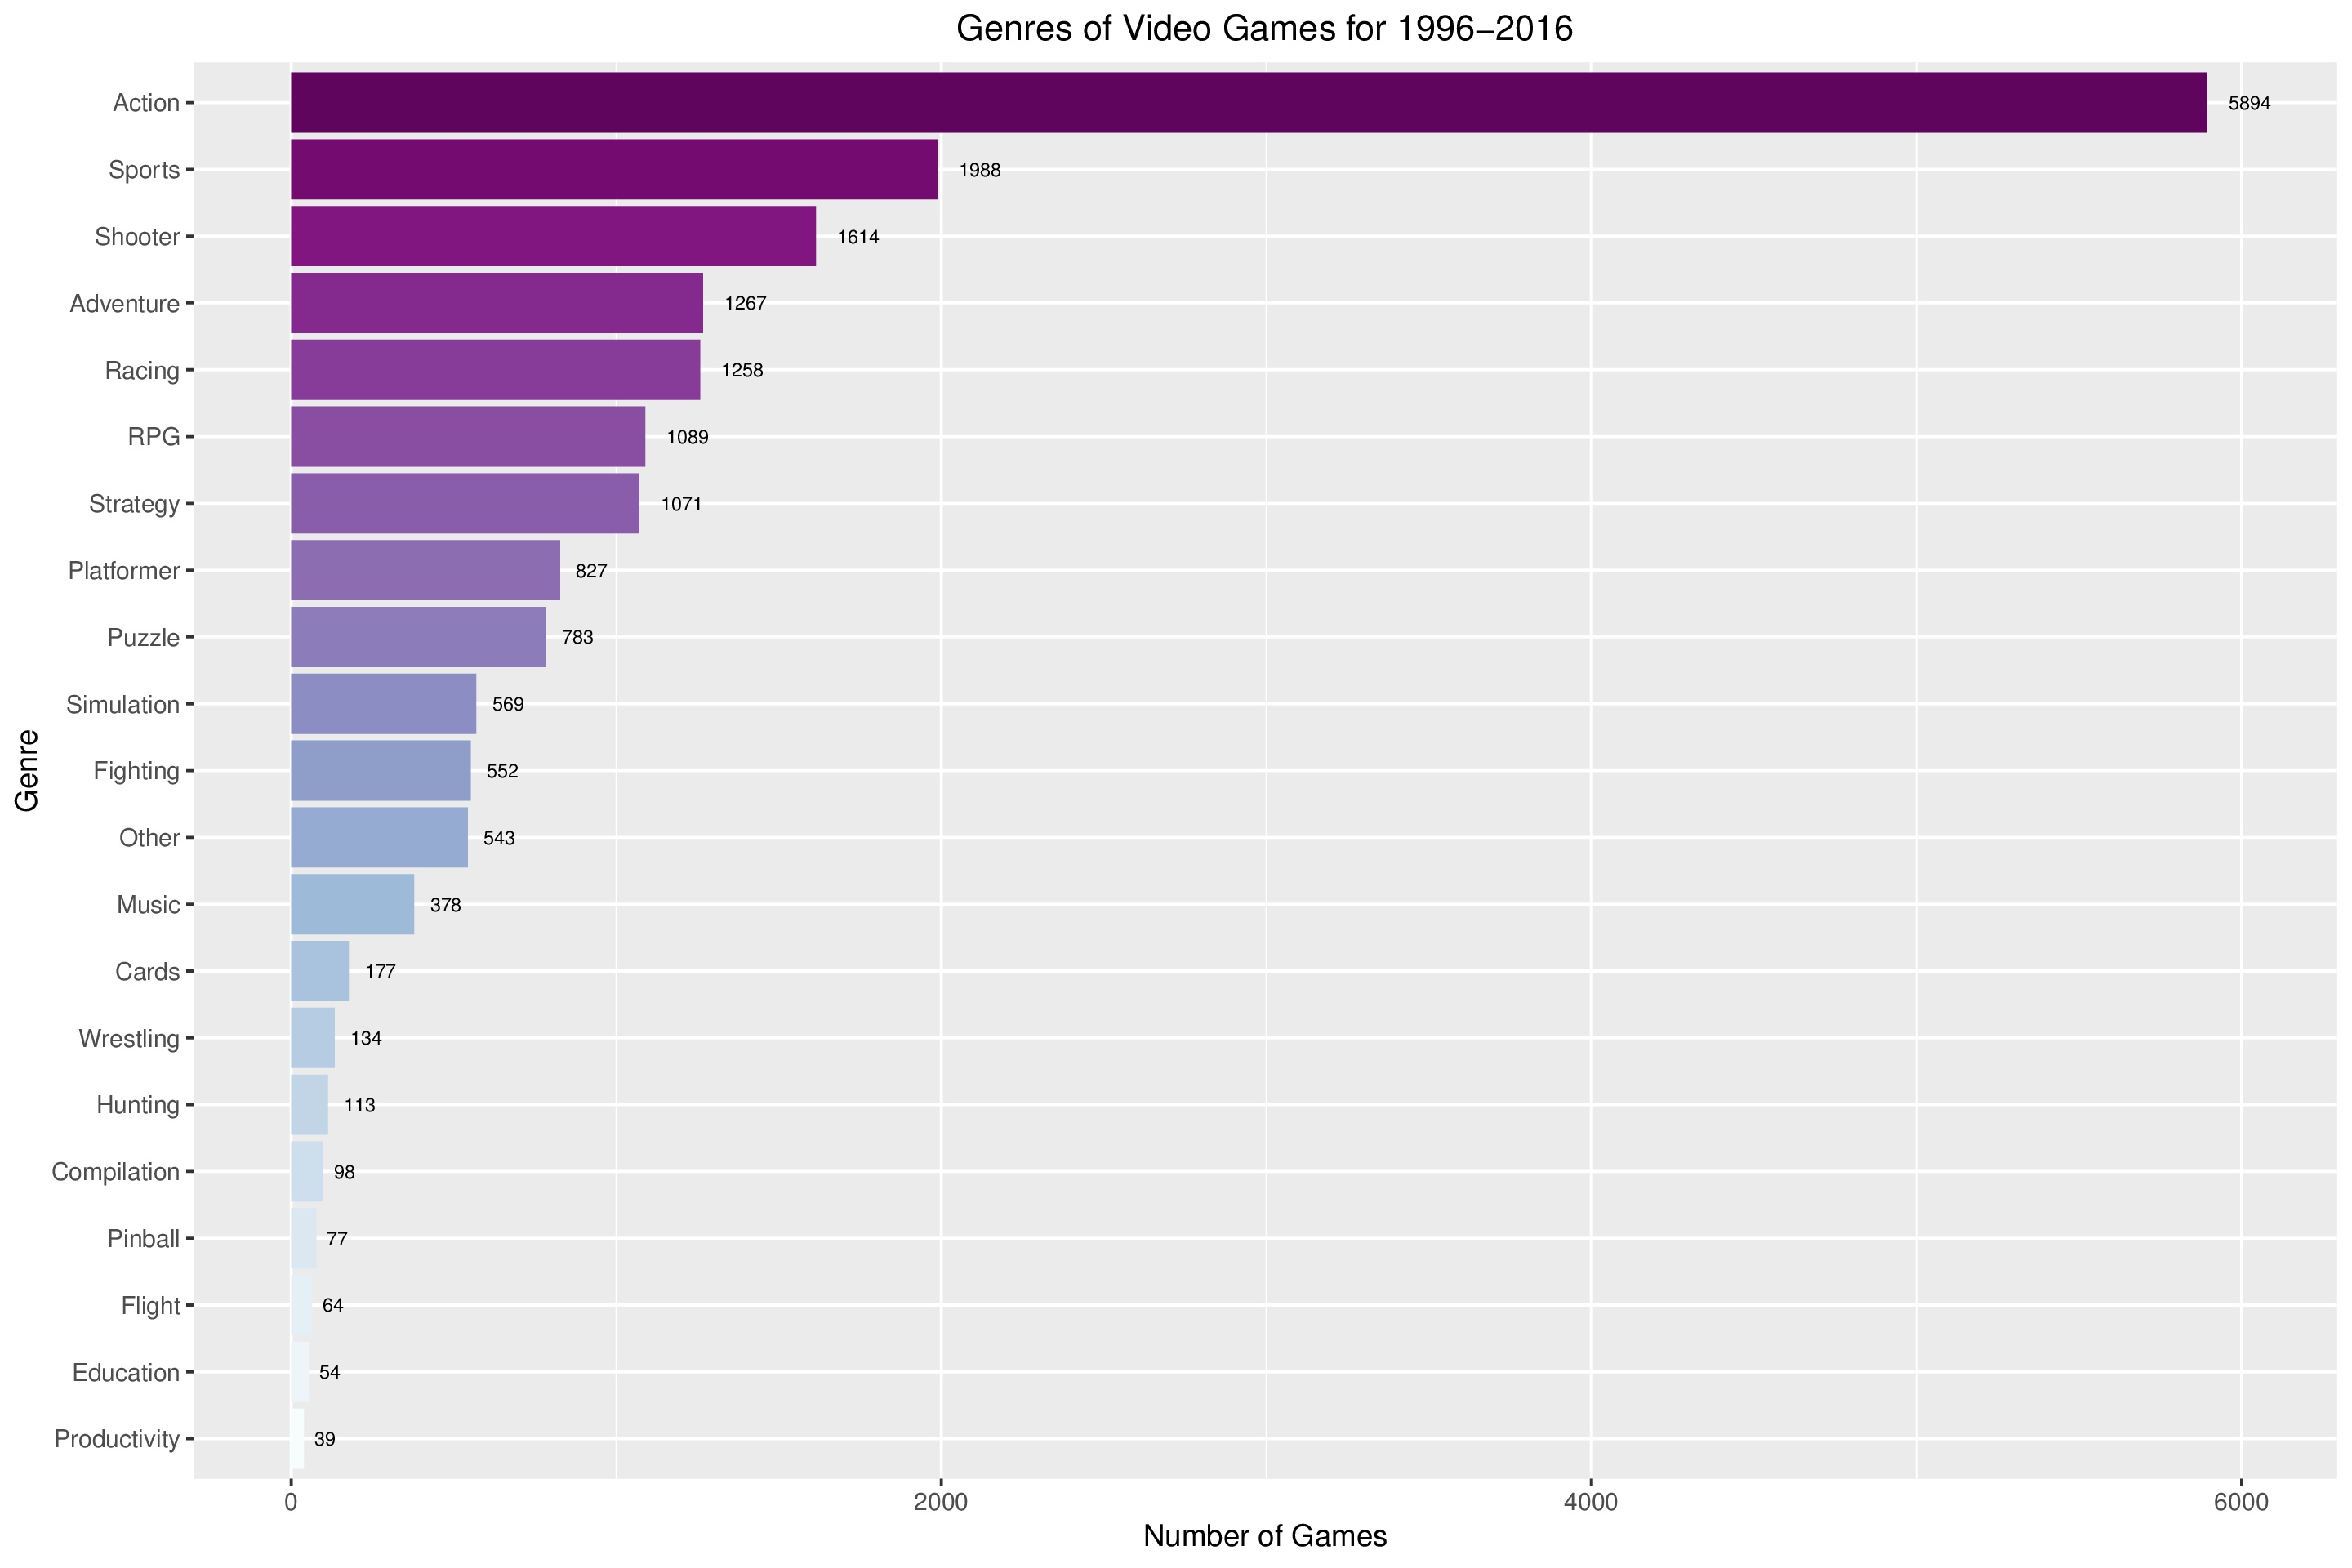 Genres of Video Games for 1996−2016
Action 5894
Sports 1988
Shooter 1614
Adventure 1267
Racing 1258
RPG 1089
Strategy 1071
Platformer 827
Puzzle 783
Simulation 569
Fighting 552
Other 543
Music 378
Cards 177
Wrestling 134
Hunting 113
Compilation 98
Pinball 77
Flight 64
Education 54
Productivity 39
Genre
0 2000 4000 6000
Number of Games